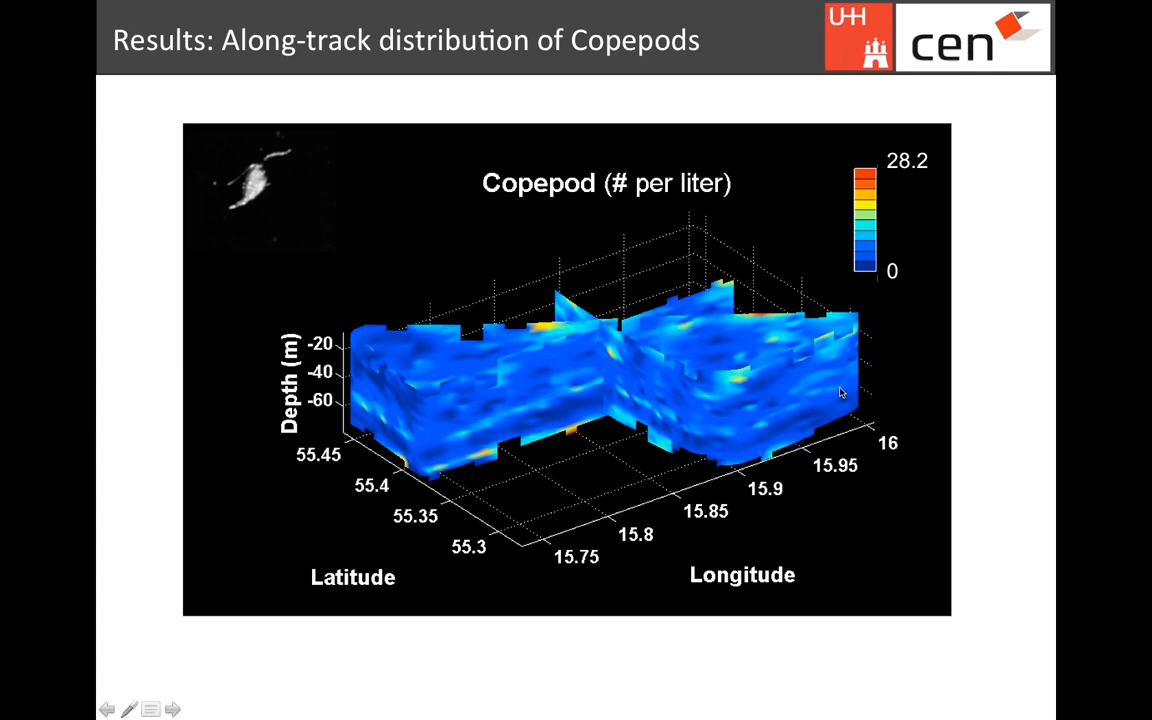 Results: Along-track distribution of Copepods
U-H
cen
28.2
Copepod (# per liter)
0
Depth (m)
-20
-40
-60
55.45
55.4
55.35
55.3
16
15.95
15.9
15.85
15.8
15.75
Latitude
Longitude